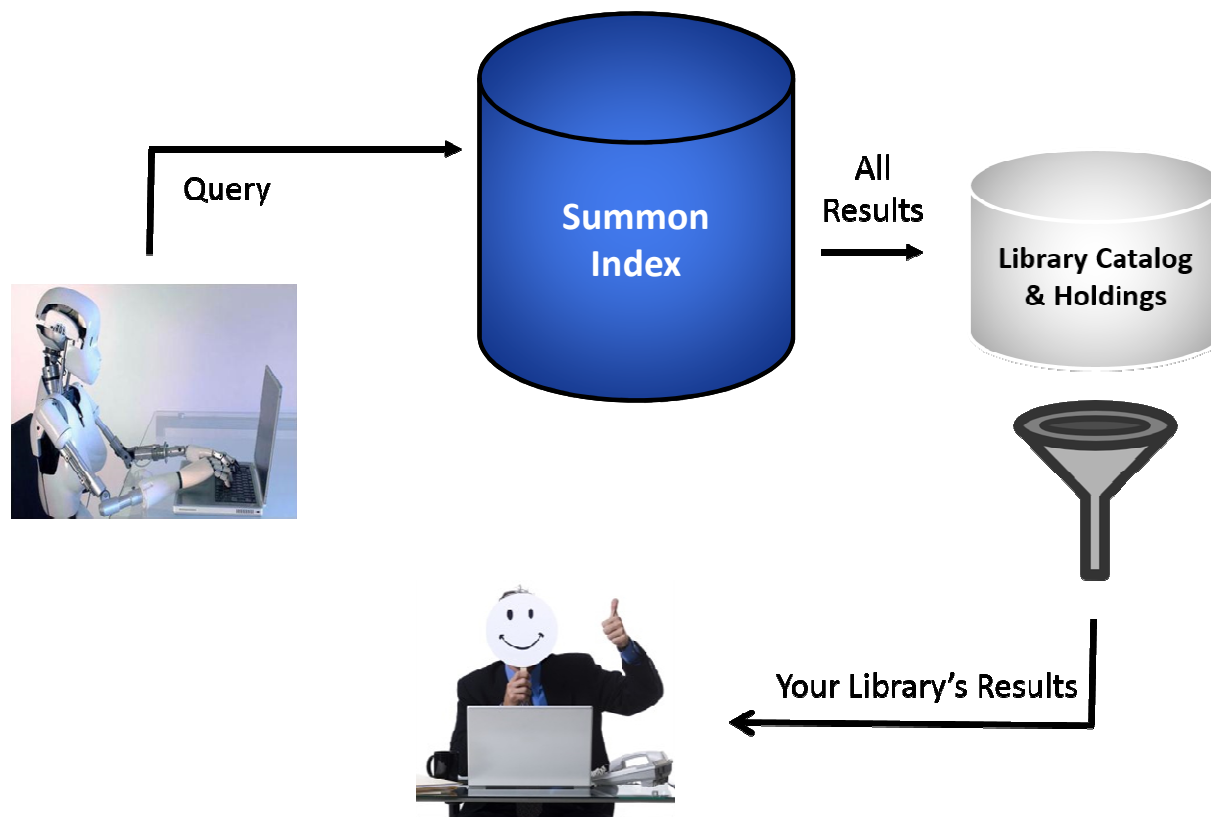 Query
Summon
Index
All
Results
Library Catalog
& Holdings
Your Library's Results